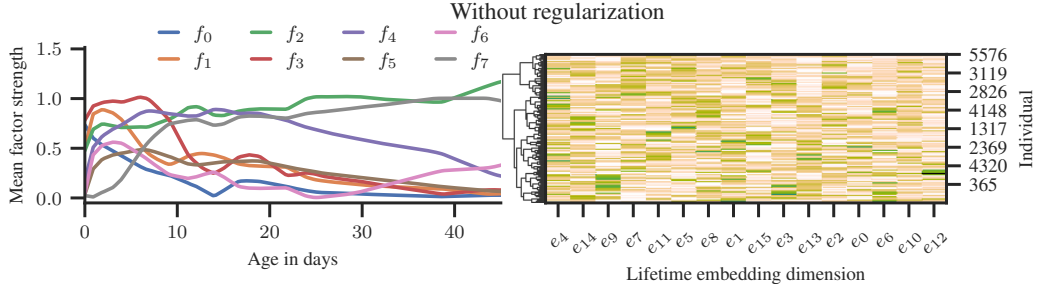 Without regularization
f0 f2 f4 f6
f1 f3 f5 f7
Mean factor strength
1.5
1.0
0.5
0.0
0 10 20 30 40
Age in days
5576
3119
2826
4148
1317
2369
4320
365
Individual
e4 e14 e9 e7 e11 e5 e8 e1 e15 e3 e13 e2 e0 e6 e10 e12
Lifetime embedding dimension